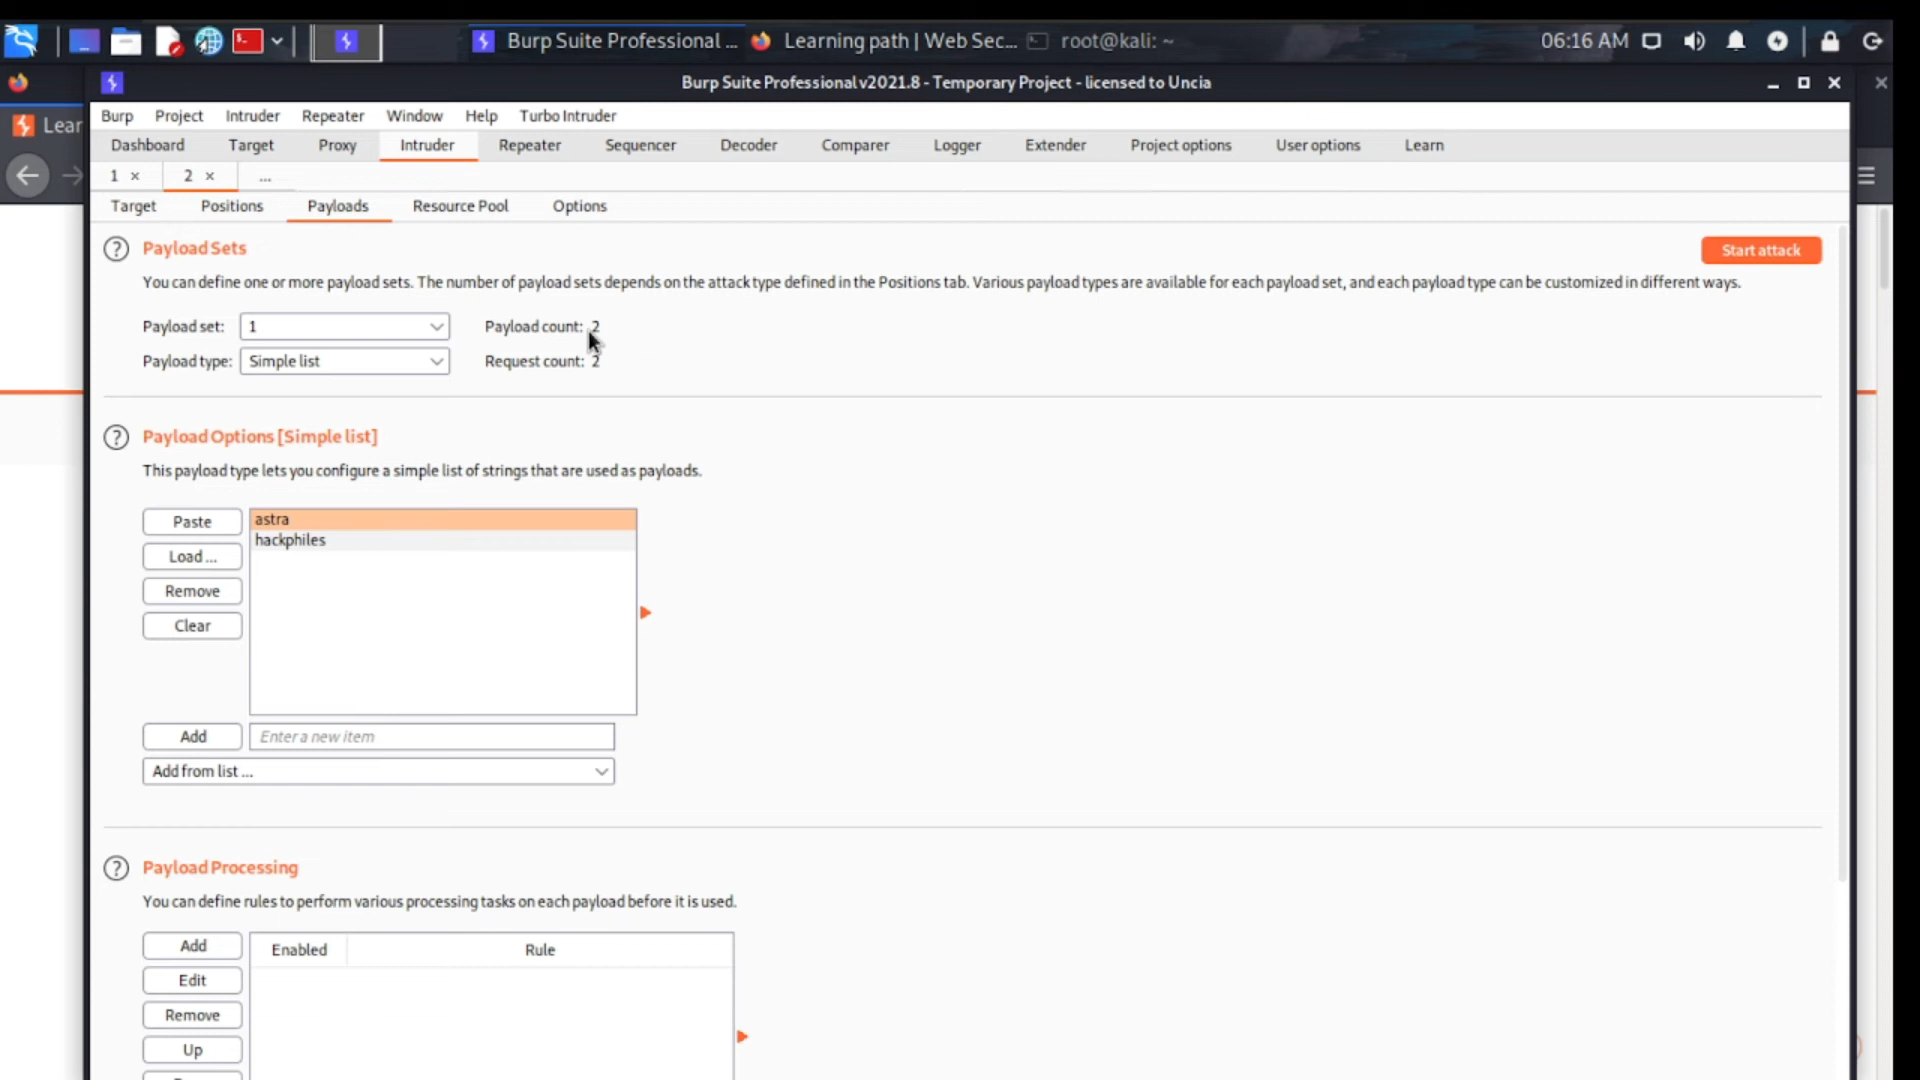 Burp Suite Professional ...
Learning path | Web Sec...
root@kali: ~
06:16 AM
Burp Suite Professional v2021.8 - Temporary Project - licensed to Uncia
Lear
Burp Project Intruder Repeater Window Help Turbo Intruder
Dashboard Target Proxy Intruder Repeater Sequencer Decoder Comparer Logger Extender Project options User options Learn
1 × 2 × ...
Target Positions Payloads Resource Pool Options
? Payload Sets
Start attack
You can define one or more payload sets. The number of payload sets depends on the attack type defined in the Positions tab. Various payload types are available for each payload set, and each payload type can be customized in different ways.
Payload set: 1 Payload count: 2
Payload type: Simple list Request count: 2
? Payload Options [Simple list]
This payload type lets you configure a simple list of strings that are used as payloads.
Paste
Load ...
Remove
Clear
astra
hackphiles
Add Enter a new item
Add from list ...
? Payload Processing
You can define rules to perform various processing tasks on each payload before it is used.
Add
Edit
Remove
Up
Enabled Rule